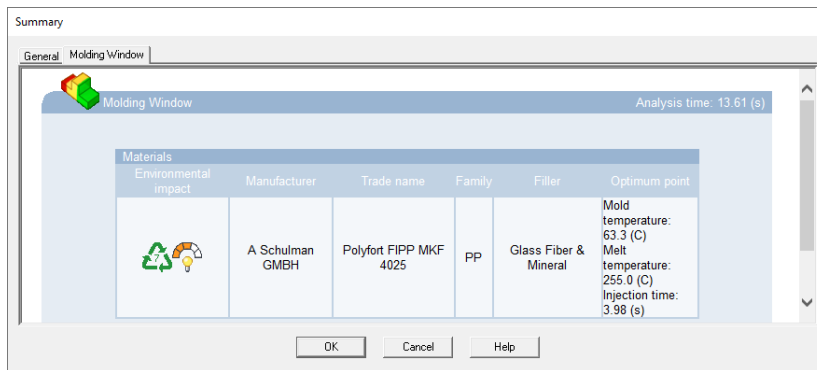 Summary
General Molding Window
Molding Window Analysis time: 13.61 (s)
Materials
Environmental
impact
Manufacturer
Trade name
Family
Filler
Optimum point
7
A Schulman
GMBH
Polyfort FIPP MKF
4025
PP
Glass Fiber &
Mineral
Mold
temperature:
63.3 (C)
Melt
temperature:
255.0 (C)
Injection time:
3.98 (s)
OK Cancel Help